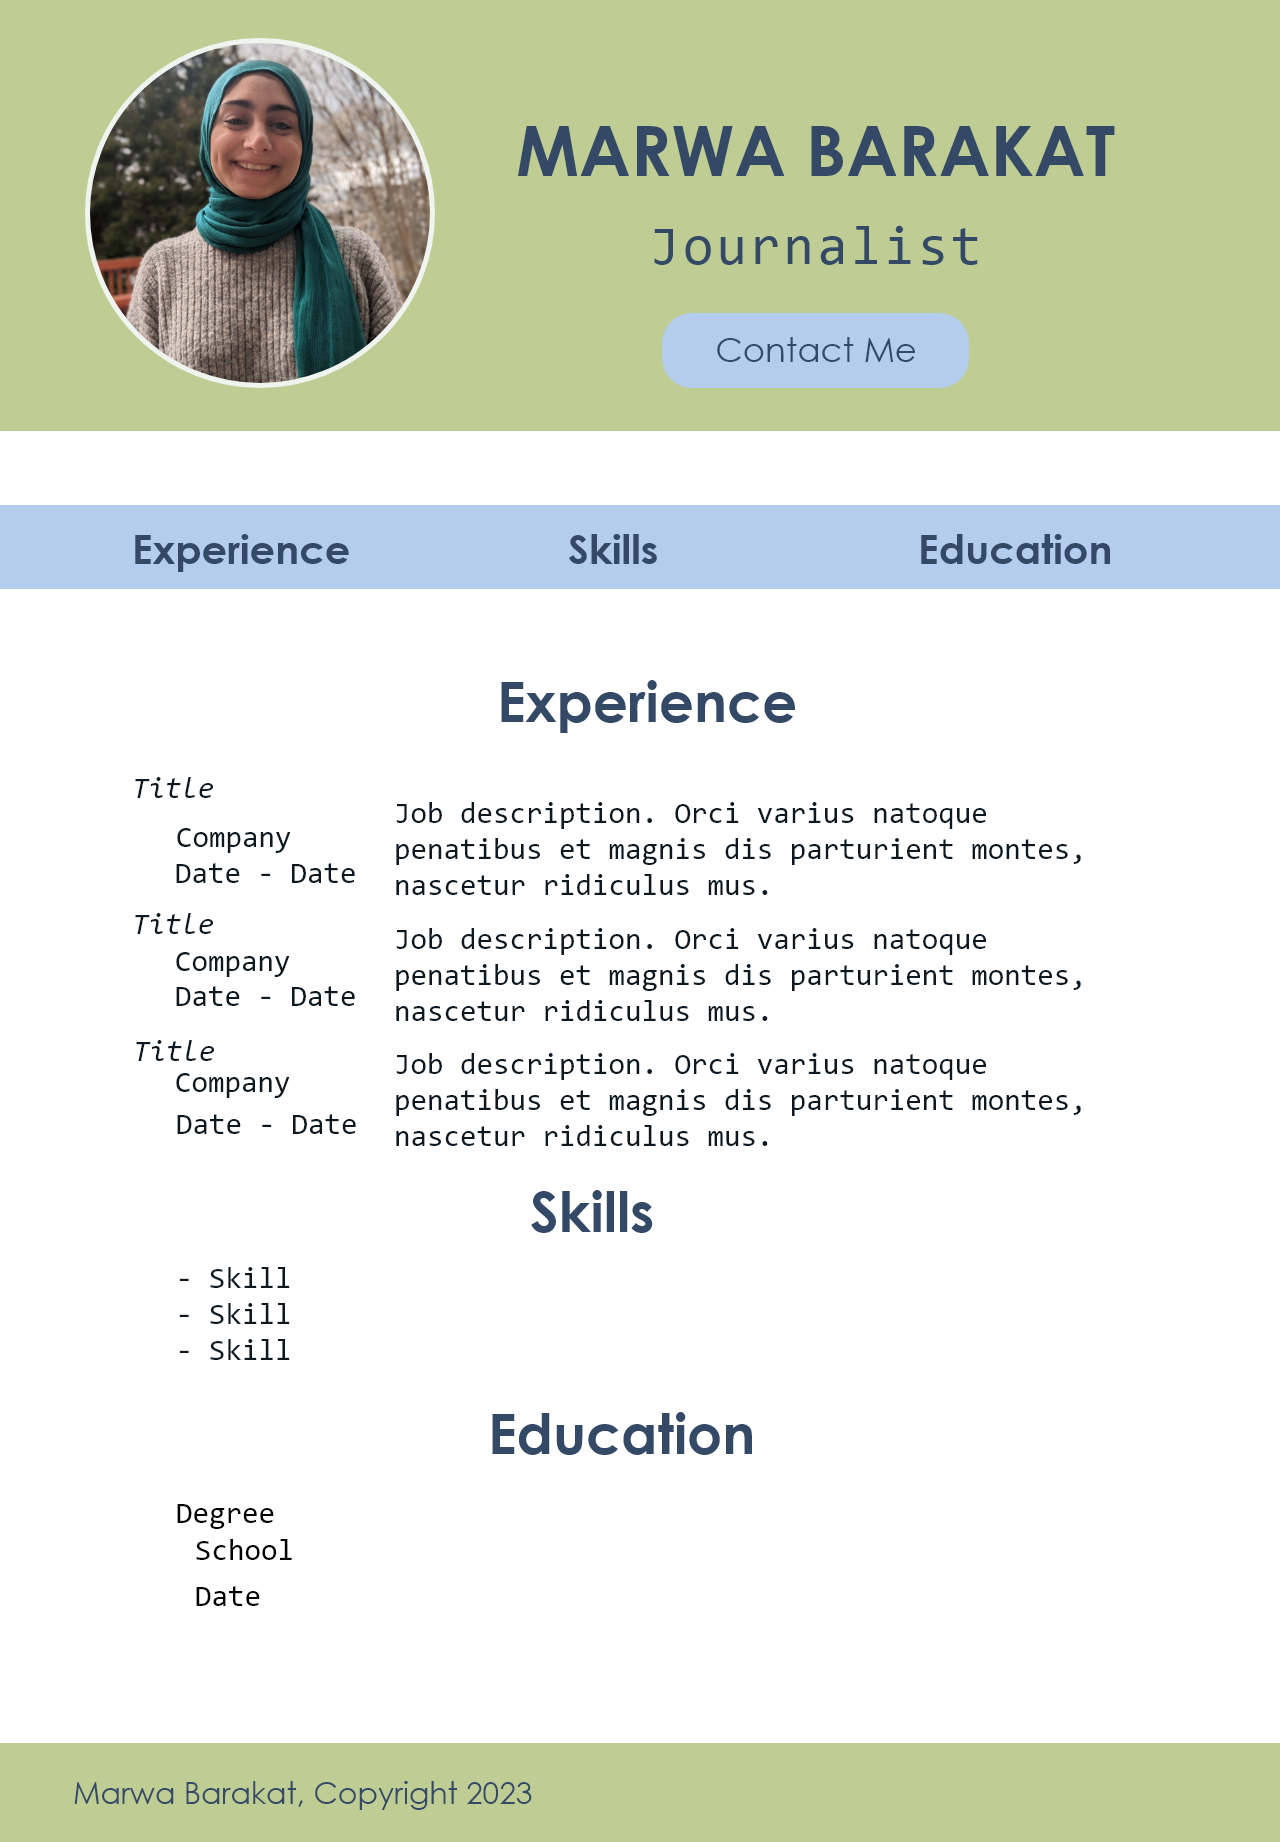 MARWA BARAKAT
Journalist
Contact Me
Experience Skills Education
Experience
Title
Company
Date - Date
Job description. Orci varius natoque
penatibus et magnis dis parturient montes,
nascetur ridiculus mus.
Title
Company
Date - Date
Job description. Orci varius natoque
penatibus et magnis dis parturient montes,
nascetur ridiculus mus.
Title
Company
Date - Date
Job description. Orci varius natoque
penatibus et magnis dis parturient montes,
nascetur ridiculus mus.
Skills
- Skill
- Skill
- Skill
Education
Degree
School
Date
Marwa Barakat, Copyright 2023